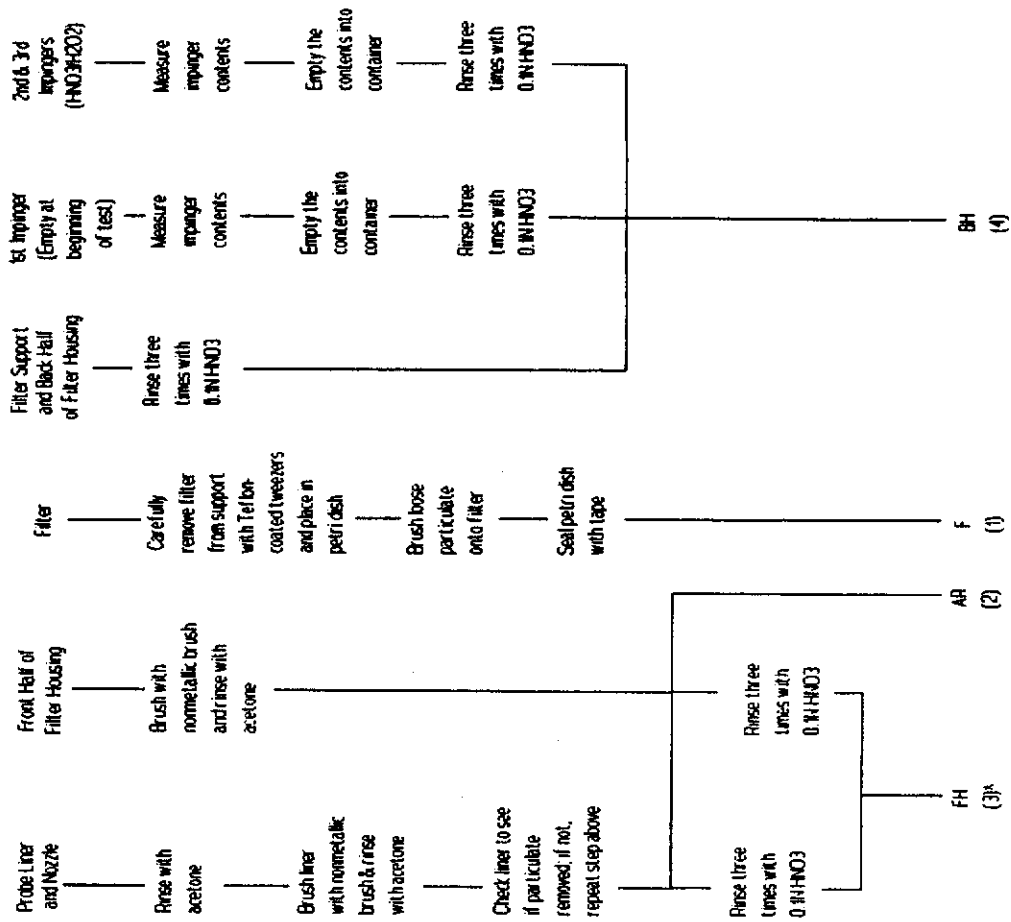 Probe Liner
and Nozzle
Rinse with
acetone
Brush liner
with nonmetallic
brush & rinse
with acetone
Check liner to see
if particulate
removed; if not,
repeat step above
Rinse three
times with
0.1N HNO3
FH
(3)*
Front Half of
Filter Housing
Brush with
nonmetallic brush
and rinse with
acetone
Rinse three
times with
0.1N HNO3
AR
(2)
Filter
Carefully
remove filter
from support
with Teflon-
coated tweezers
and place in
petri dish
Brush loose
particulate
onto filter
Seal petri dish
with tape
F
(1)
Filter Support
and Back Half
of Filter Housing
Rinse three
times with
0.1N HNO3
1st Impinger
(Empty at
beginning
of test)
Measure
impinger
contents
Empty the
contents into
container
Rinse three
times with
0.1N HNO3
BH
(4)
2nd & 3rd
Impingers
(HNO3/H2O2)
Measure
impinger
contents
Empty the
contents into
container
Rinse three
times with
0.1N HNO3